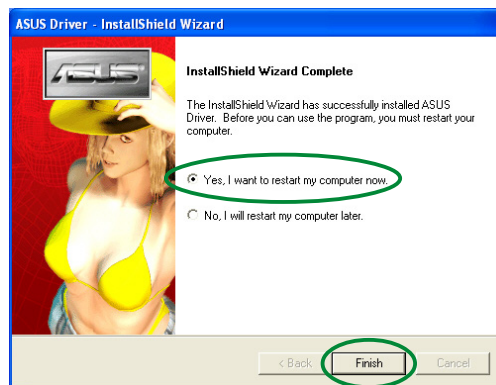 ASUS Driver - InstallShield Wizard
ASUS
InstallShield Wizard Complete
The InstallShield Wizard has successfully installed ASUS
Driver. Before you can use the program, you must restart your
computer.
Yes, I want to restart my computer now.
No, I will restart my computer later.
< Back
Finish
Cancel